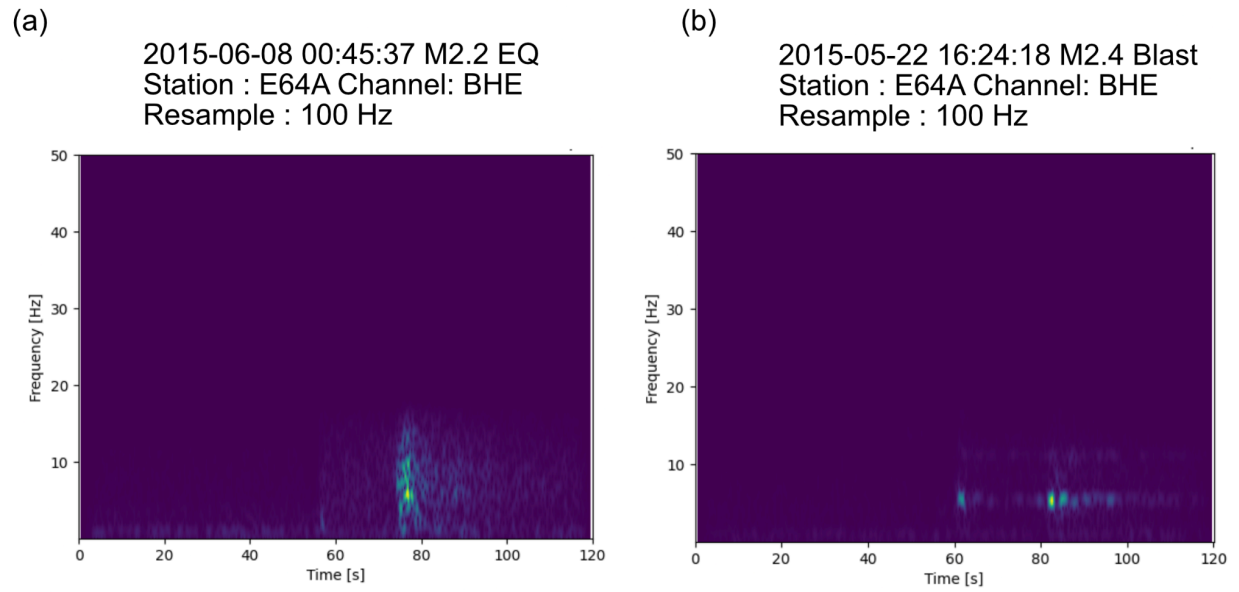 (a)
2015-06-08 00:45:37 M2.2 EQ
Station : E64A Channel: BHE
Resample : 100 Hz
50
40
30
20
10
Frequency [Hz]
0
20
40
60
80
100
120
Time [s]
(b)
2015-05-22 16:24:18 M2.4 Blast
Station : E64A Channel: BHE
Resample : 100 Hz
50
40
30
20
10
Frequency [Hz]
0
20
40
60
80
100
120
Time [s]